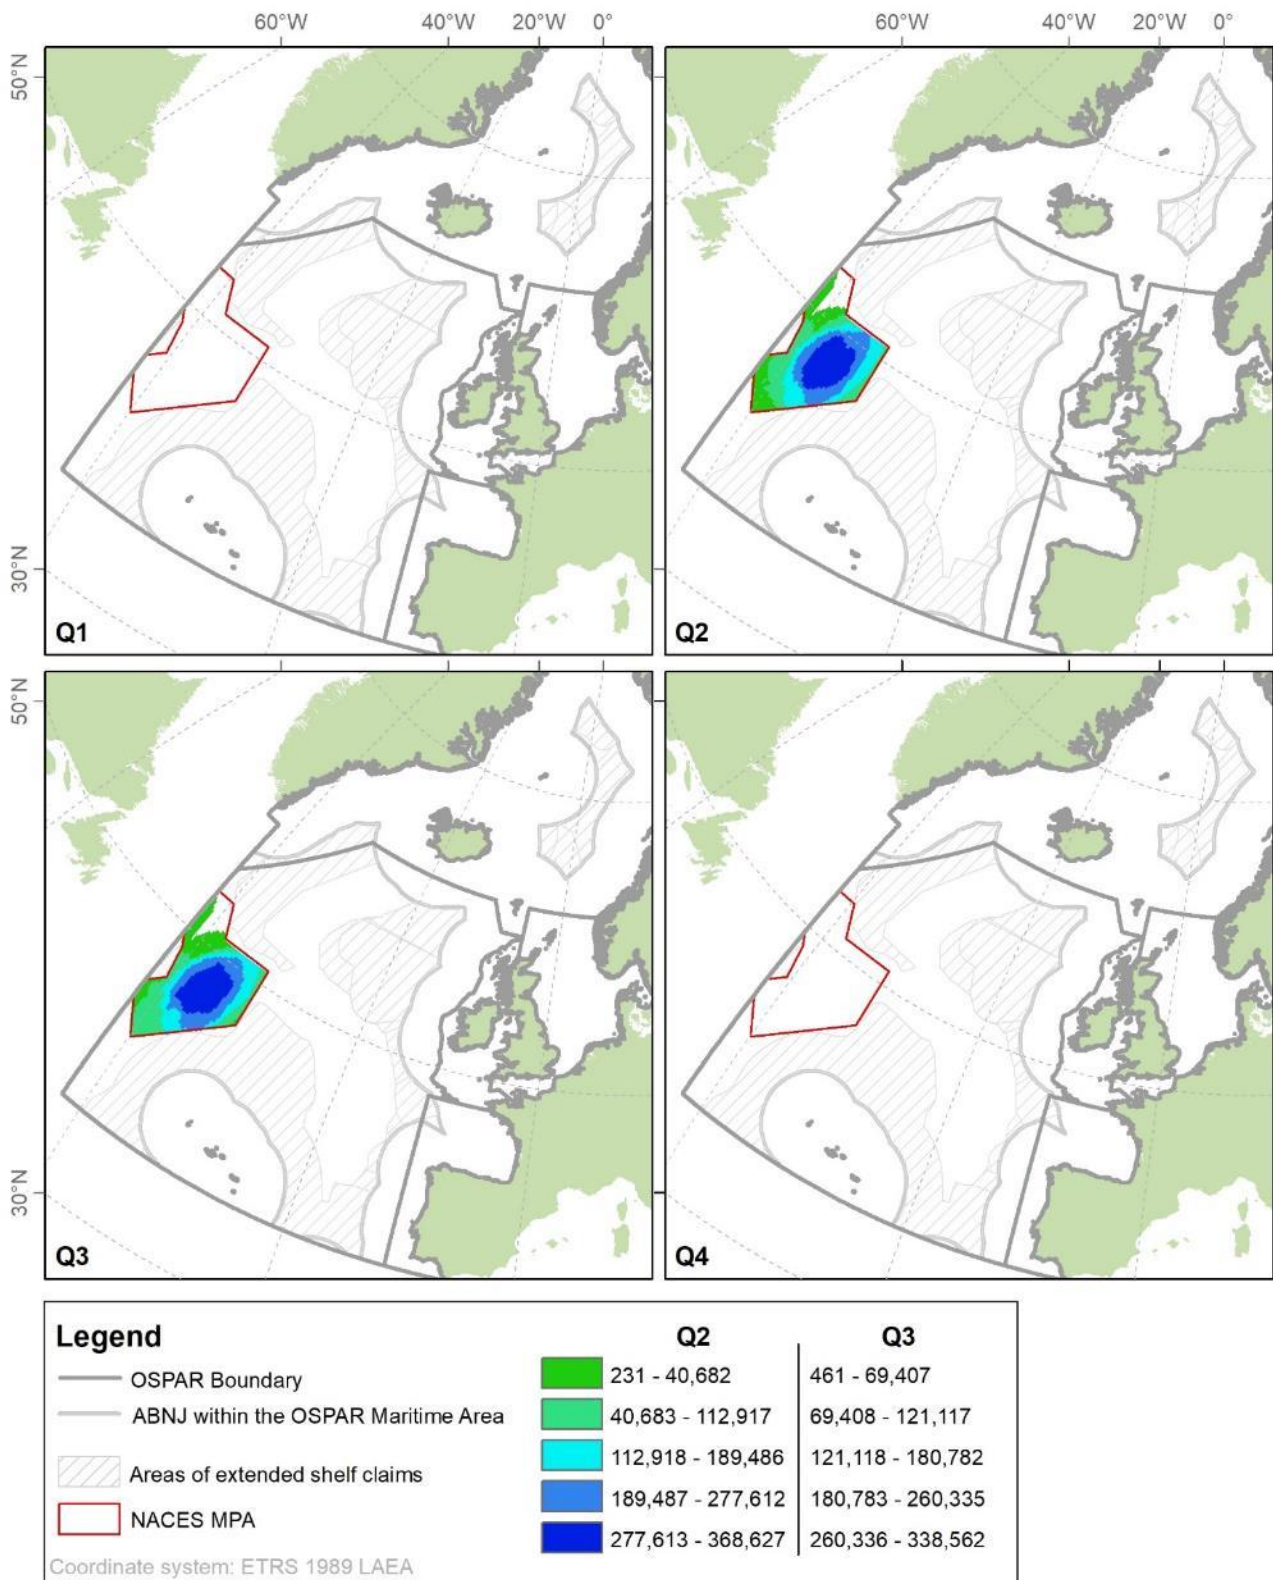 60°W 40°W 20°W 0° 60°W 40°W 20°W 0°
50°N
30°N
Q1 Q2
50°N
30°N
Q3 Q4
Legend
OSPAR Boundary
ABNJ within the OSPAR Maritime Area
Areas of extended shelf claims
NACES MPA
Coordinate system: ETRS 1989 LAEA
Q2 Q3
231 - 40,682 461 - 69,407
40,683 - 112,917 69,408 - 121,117
112,918 - 189,486 121,118 - 180,782
189,487 - 277,612 180,783 - 260,335
277,613 - 368,627 260,336 - 338,562